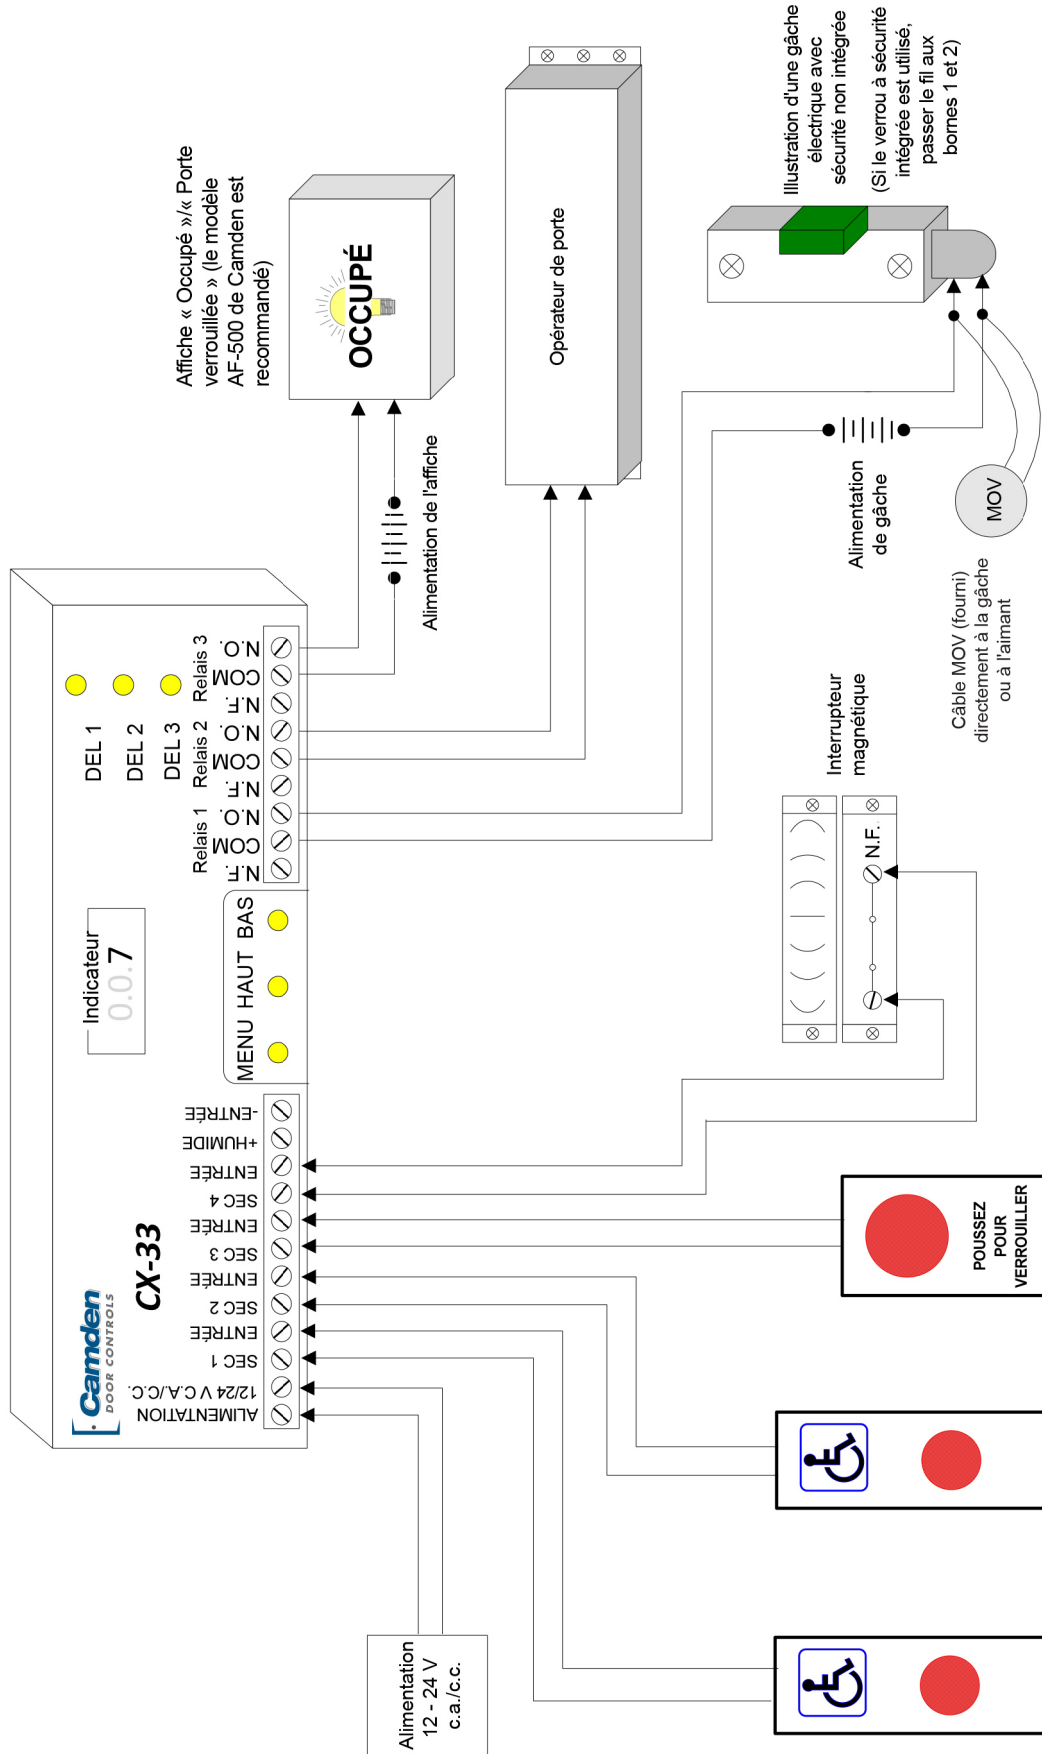 Camden
DOOR CONTROLS
CX-33
Indicateur
0.0.7
DEL 1
DEL 2
DEL 3
MENU HAUT BAS
ALIMENTATION
12/24 V C.A./C.C.
SEC 1
ENTRÉE
SEC 2
ENTRÉE
SEC 3
ENTRÉE
SEC 4
ENTRÉE
+HUMIDE
-ENTRÉE
Relais 1
N.F.
COM
N.O.
Relais 2
N.F.
COM
N.O.
Relais 3
N.F.
COM
N.O.
Affiche « Occupé »/« Porte
verrouillée » (le modèle
AF-500 de Camden est
recommandé)
OCCUPÉ
Alimentation de l'affiche
Opérateur de porte
Illustration d'une gâche
électrique avec
sécurité non intégrée
(Si le verrou à sécurité
intégrée est utilisé,
passer le fil aux
bornes 1 et 2)
Alimentation
de gâche
MOV
Câble MOV (fourni)
directement à la gâche
ou à l'aimant
Interrupteur
magnétique
N.F.
Alimentation
12 - 24 V
c.a./c.c.
POUSSEZ
POUR
VERROUILLER